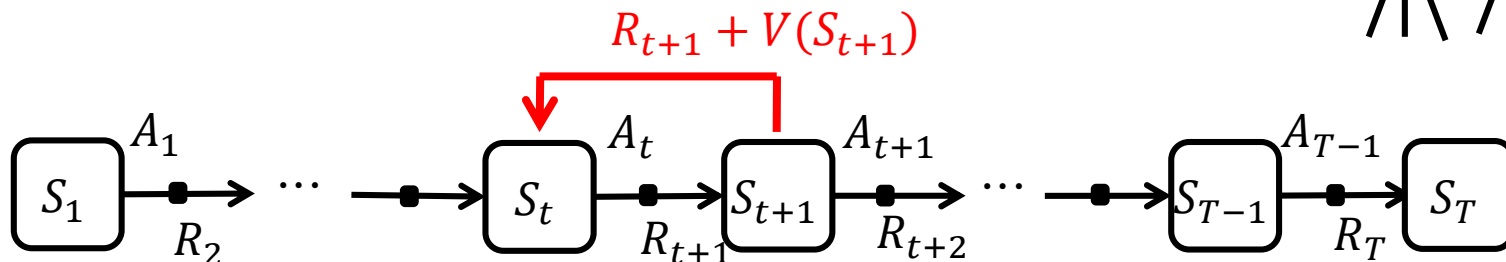 R_{t+1} + V(S_{t+1})
A_1 A_t A_{t+1} A_{T-1}
S_1 ... S_t S_{t+1} ... S_{T-1} S_T
R_2 R_{t+1} R_{t+2} R_T